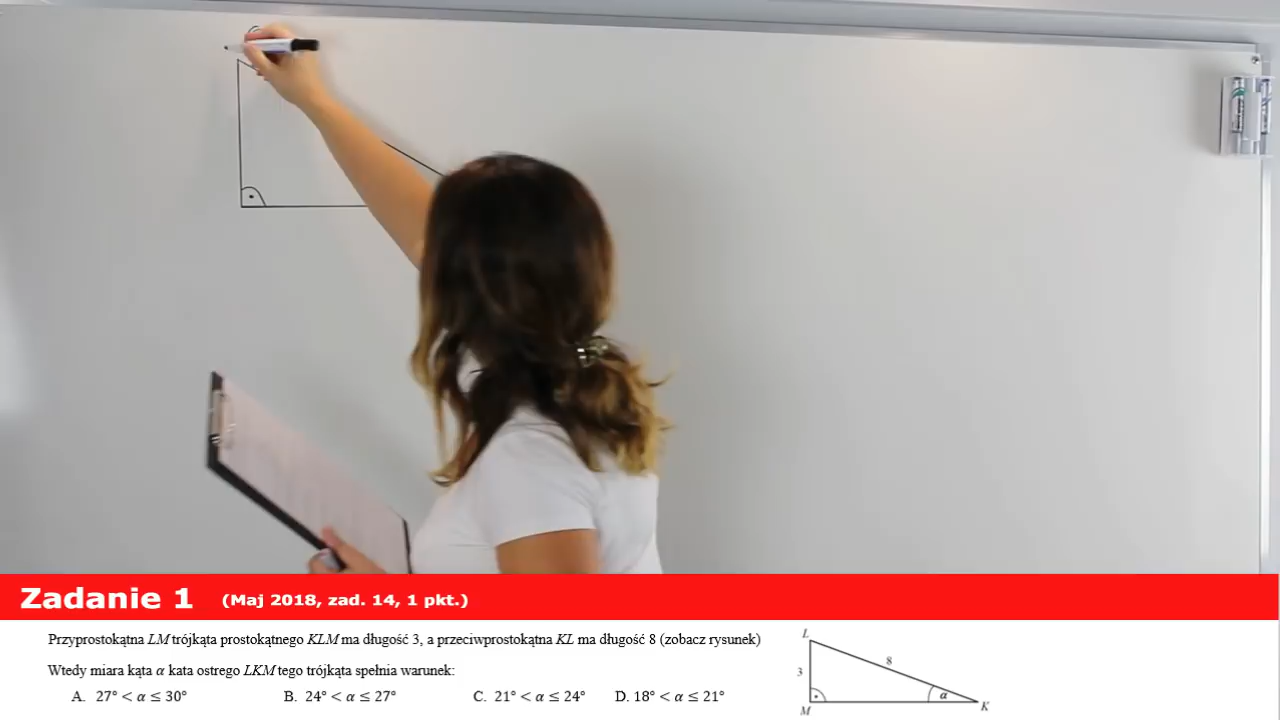 Zadanie 1 (Maj 2018, zad. 14, 1 pkt.)
Przyprostokątna LM trójkąta prostokątnego KLM ma długość 3, a przeciwprostokątna KL ma długość 8 (zobacz rysunek)
Wtedy miara kąta α kata ostrego LKM tego trójkąta spełnia warunek:
A. 27° < α ≤ 30° B. 24° < α ≤ 27° C. 21° < α ≤ 24° D. 18° < α ≤ 21°
L
8
3
α
M
K